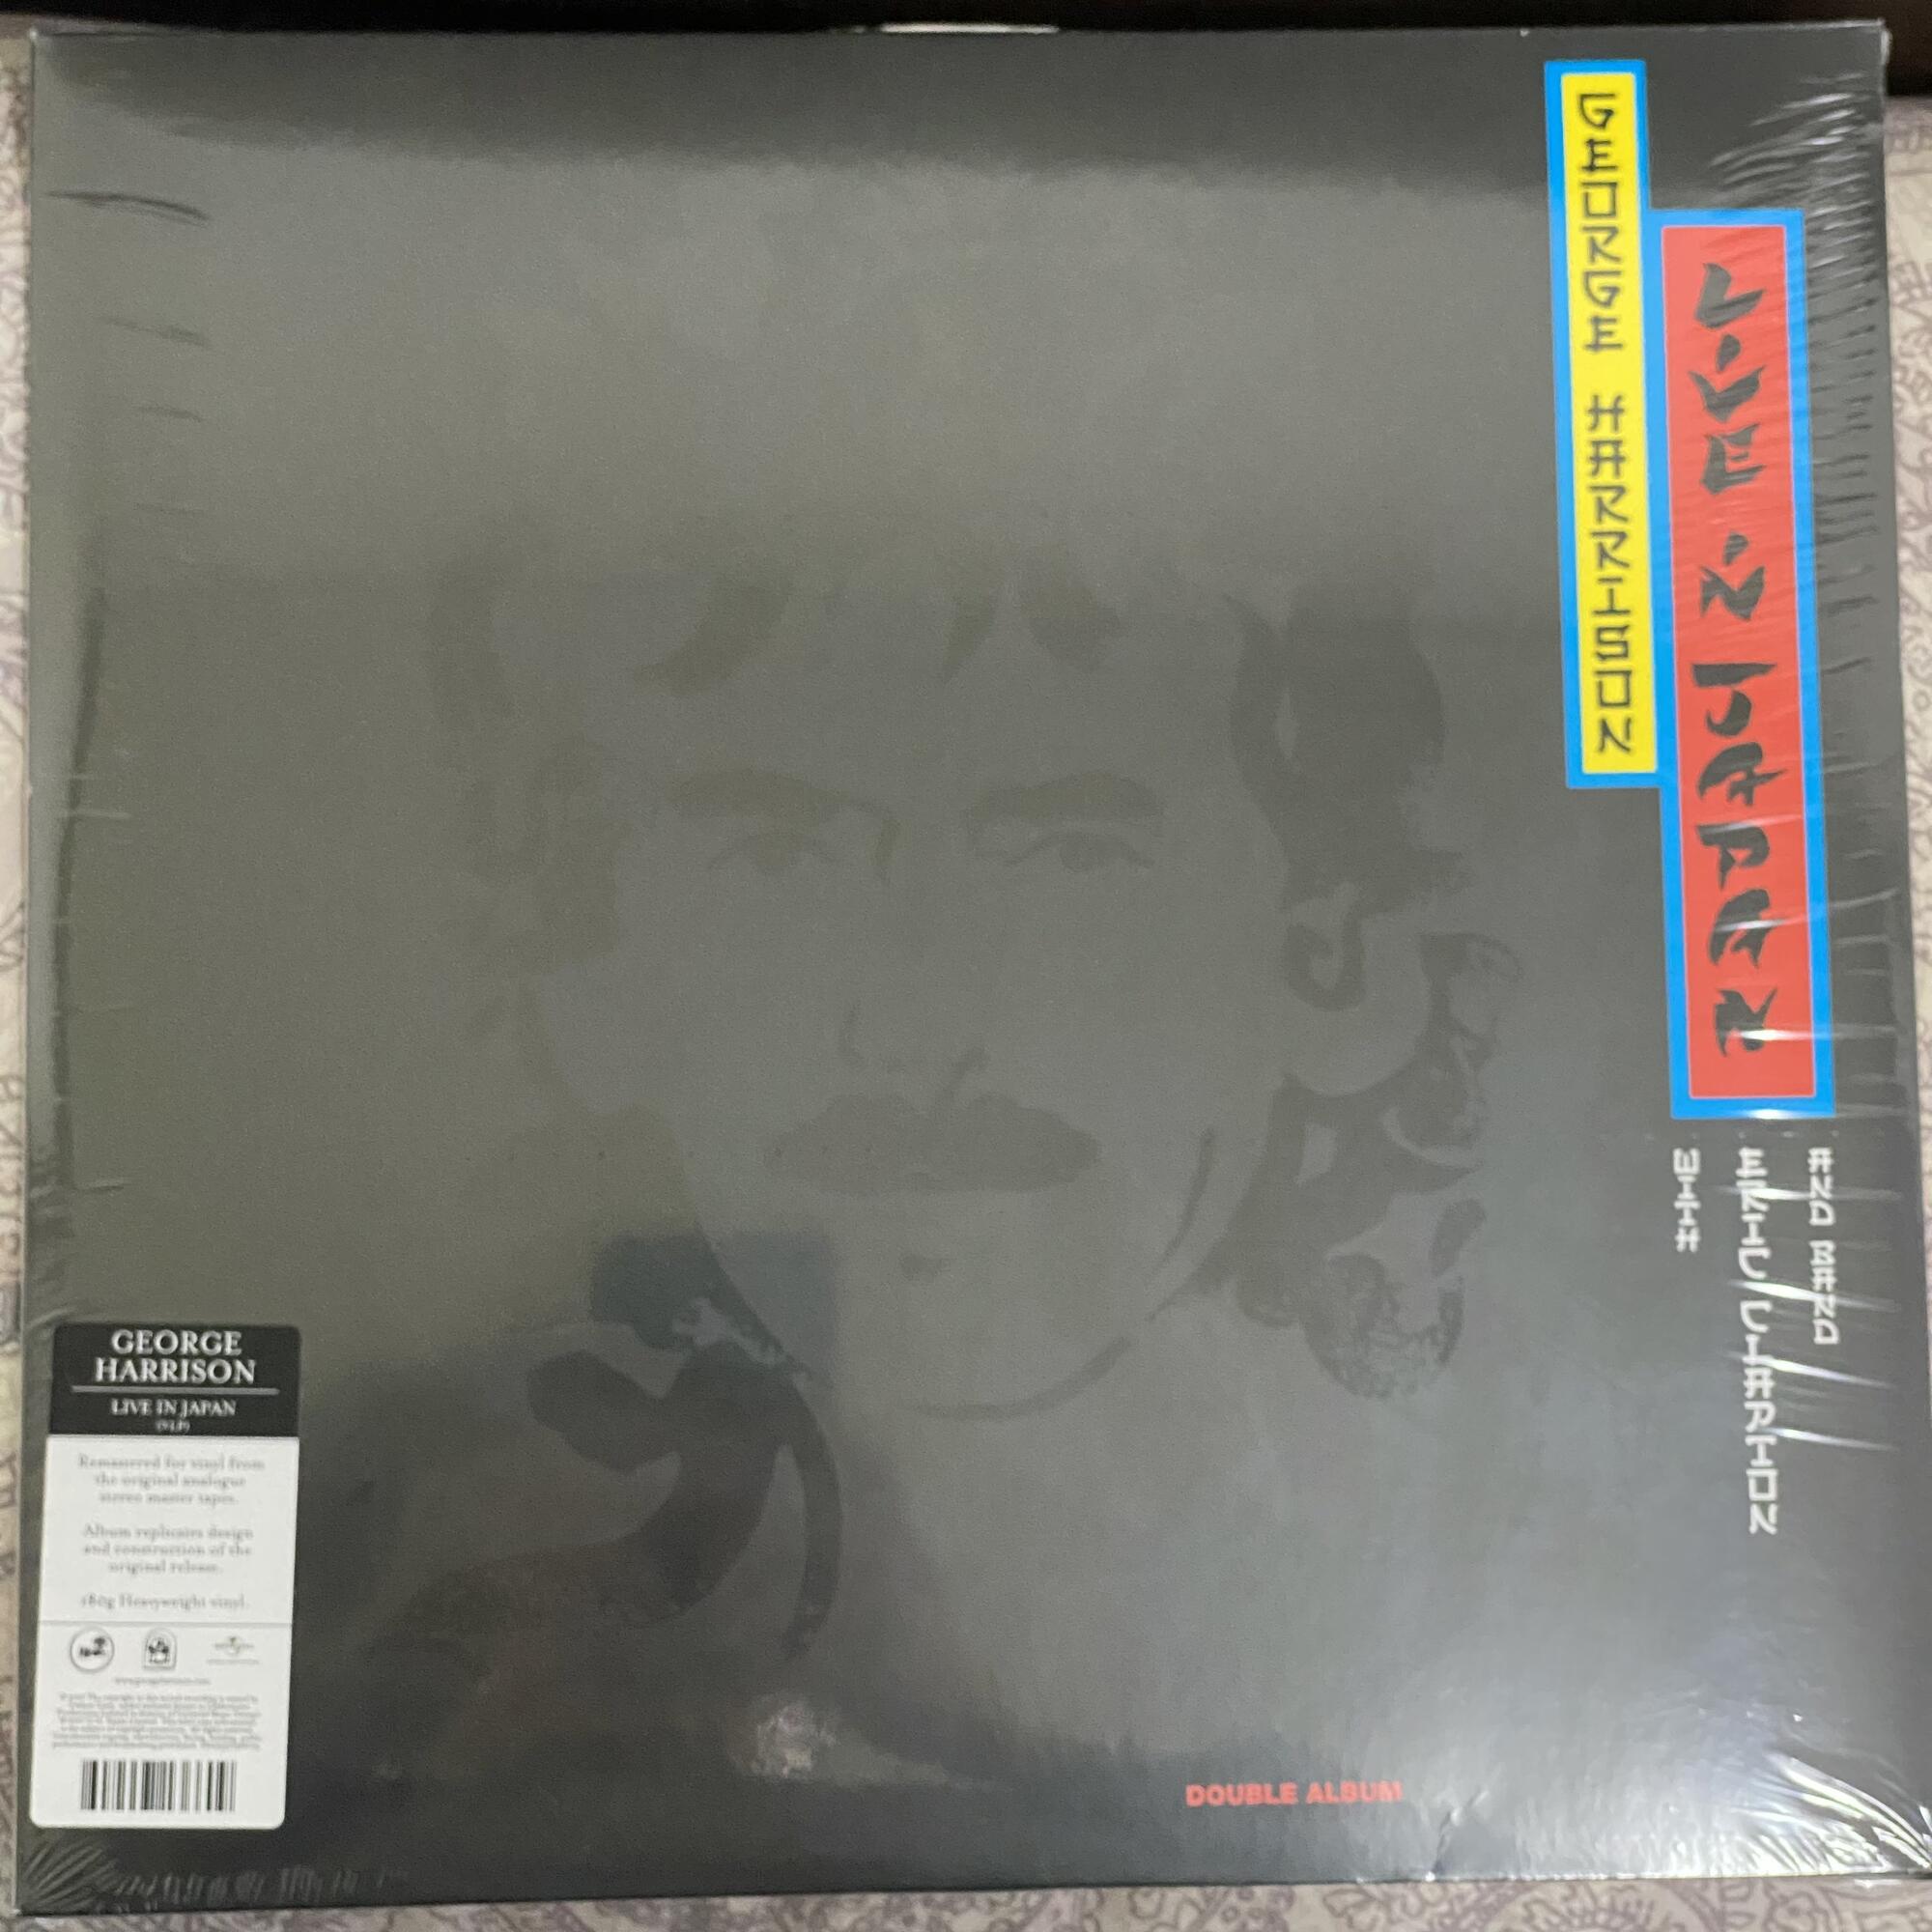 GEORGE HARRISON
LIVE IN JAPAN
WITH
ERIC CLAPTON
AND BAND
GEORGE
HARRISON
LIVE IN JAPAN
Remastered for vinyl from
the original analogue
stereo master tapes.
Album replicates design
and construction of the
original release.
180g Heavyweight vinyl.
DOUBLE ALBUM